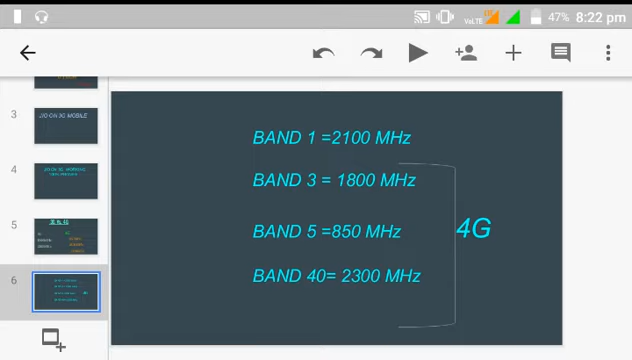 VoLTE 47% 8:22 pm
3
JIO ON 3G MOBILE
4
5
6
BAND 1 =2100 MHz
BAND 3 = 1800 MHz
BAND 5 =850 MHz
BAND 40= 2300 MHz
4G